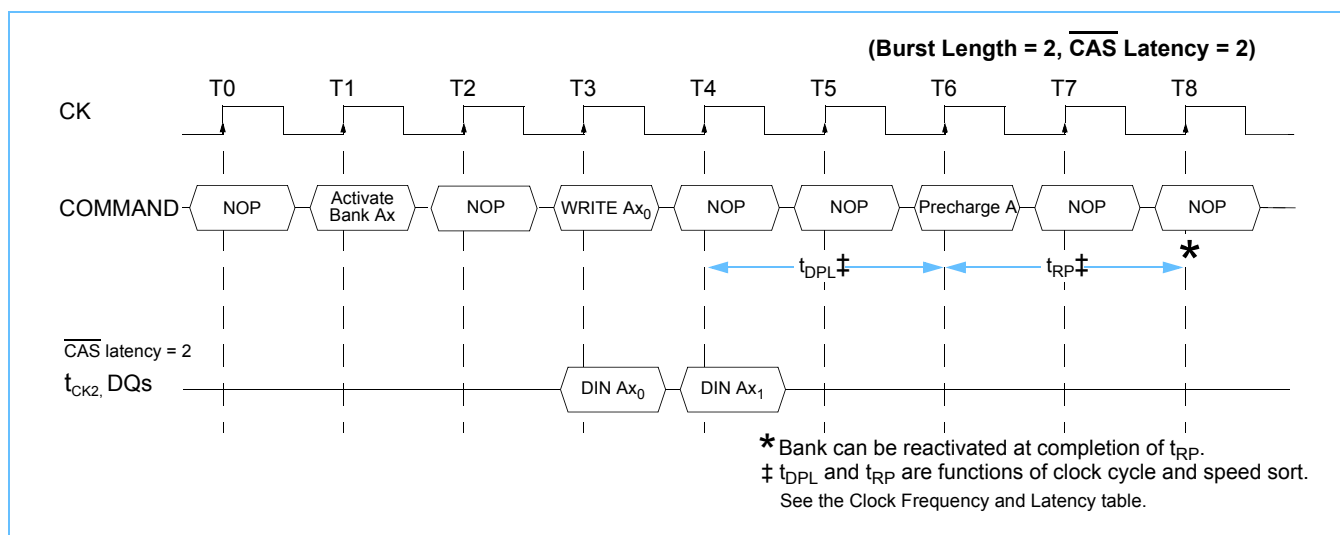 (Burst Length = 2, CAS Latency = 2)
T0 T1 T2 T3 T4 T5 T6 T7 T8
CK
COMMAND NOP Activate Bank Ax NOP WRITE Ax0 NOP NOP Precharge A NOP NOP
tDPL‡ tRP‡ *
CAS latency = 2
tCK2, DQs DIN Ax0 DIN Ax1
* Bank can be reactivated at completion of tRP.
‡ tDPL and tRP are functions of clock cycle and speed sort.
See the Clock Frequency and Latency table.